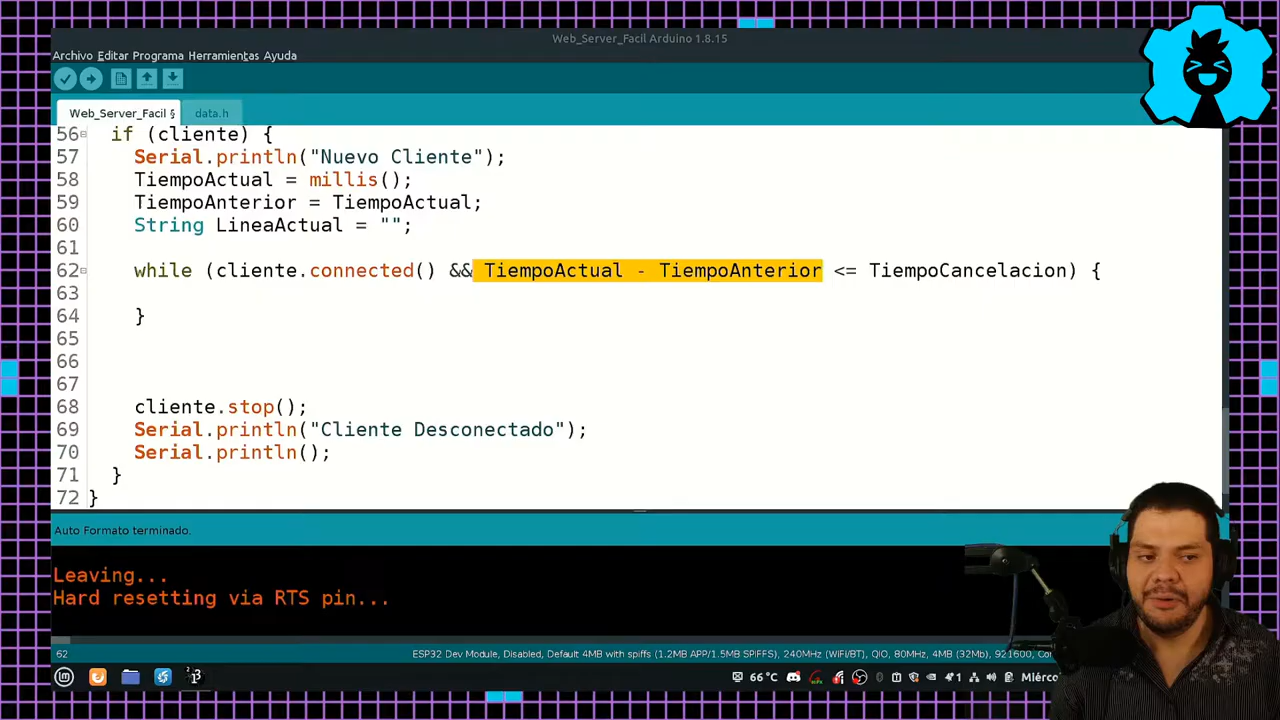 Web_Server_Facil Arduino 1.8.15
Archivo Editar Programa Herramientas Ayuda
Web_Server_Facil § data.h
56 if (cliente) {
57 Serial.println("Nuevo Cliente");
58 TiempoActual = millis();
59 TiempoAnterior = TiempoActual;
60 String LineaActual = "";
61
62 while (cliente.connected() && TiempoActual - TiempoAnterior <= TiempoCancelacion) {
63
64 }
65
66
67
68 cliente.stop();
69 Serial.println("Cliente Desconectado");
70 Serial.println();
71 }
72 }
Auto Formato terminado.
Leaving...
Hard resetting via RTS pin...
62 ESP32 Dev Module, Disabled, Default 4MB with spiffs (1.2MB APP/1.5MB SPIFFS), 240MHz (WiFi/BT), QIO, 80MHz, 4MB (32Mb), 921600,
66°C 1